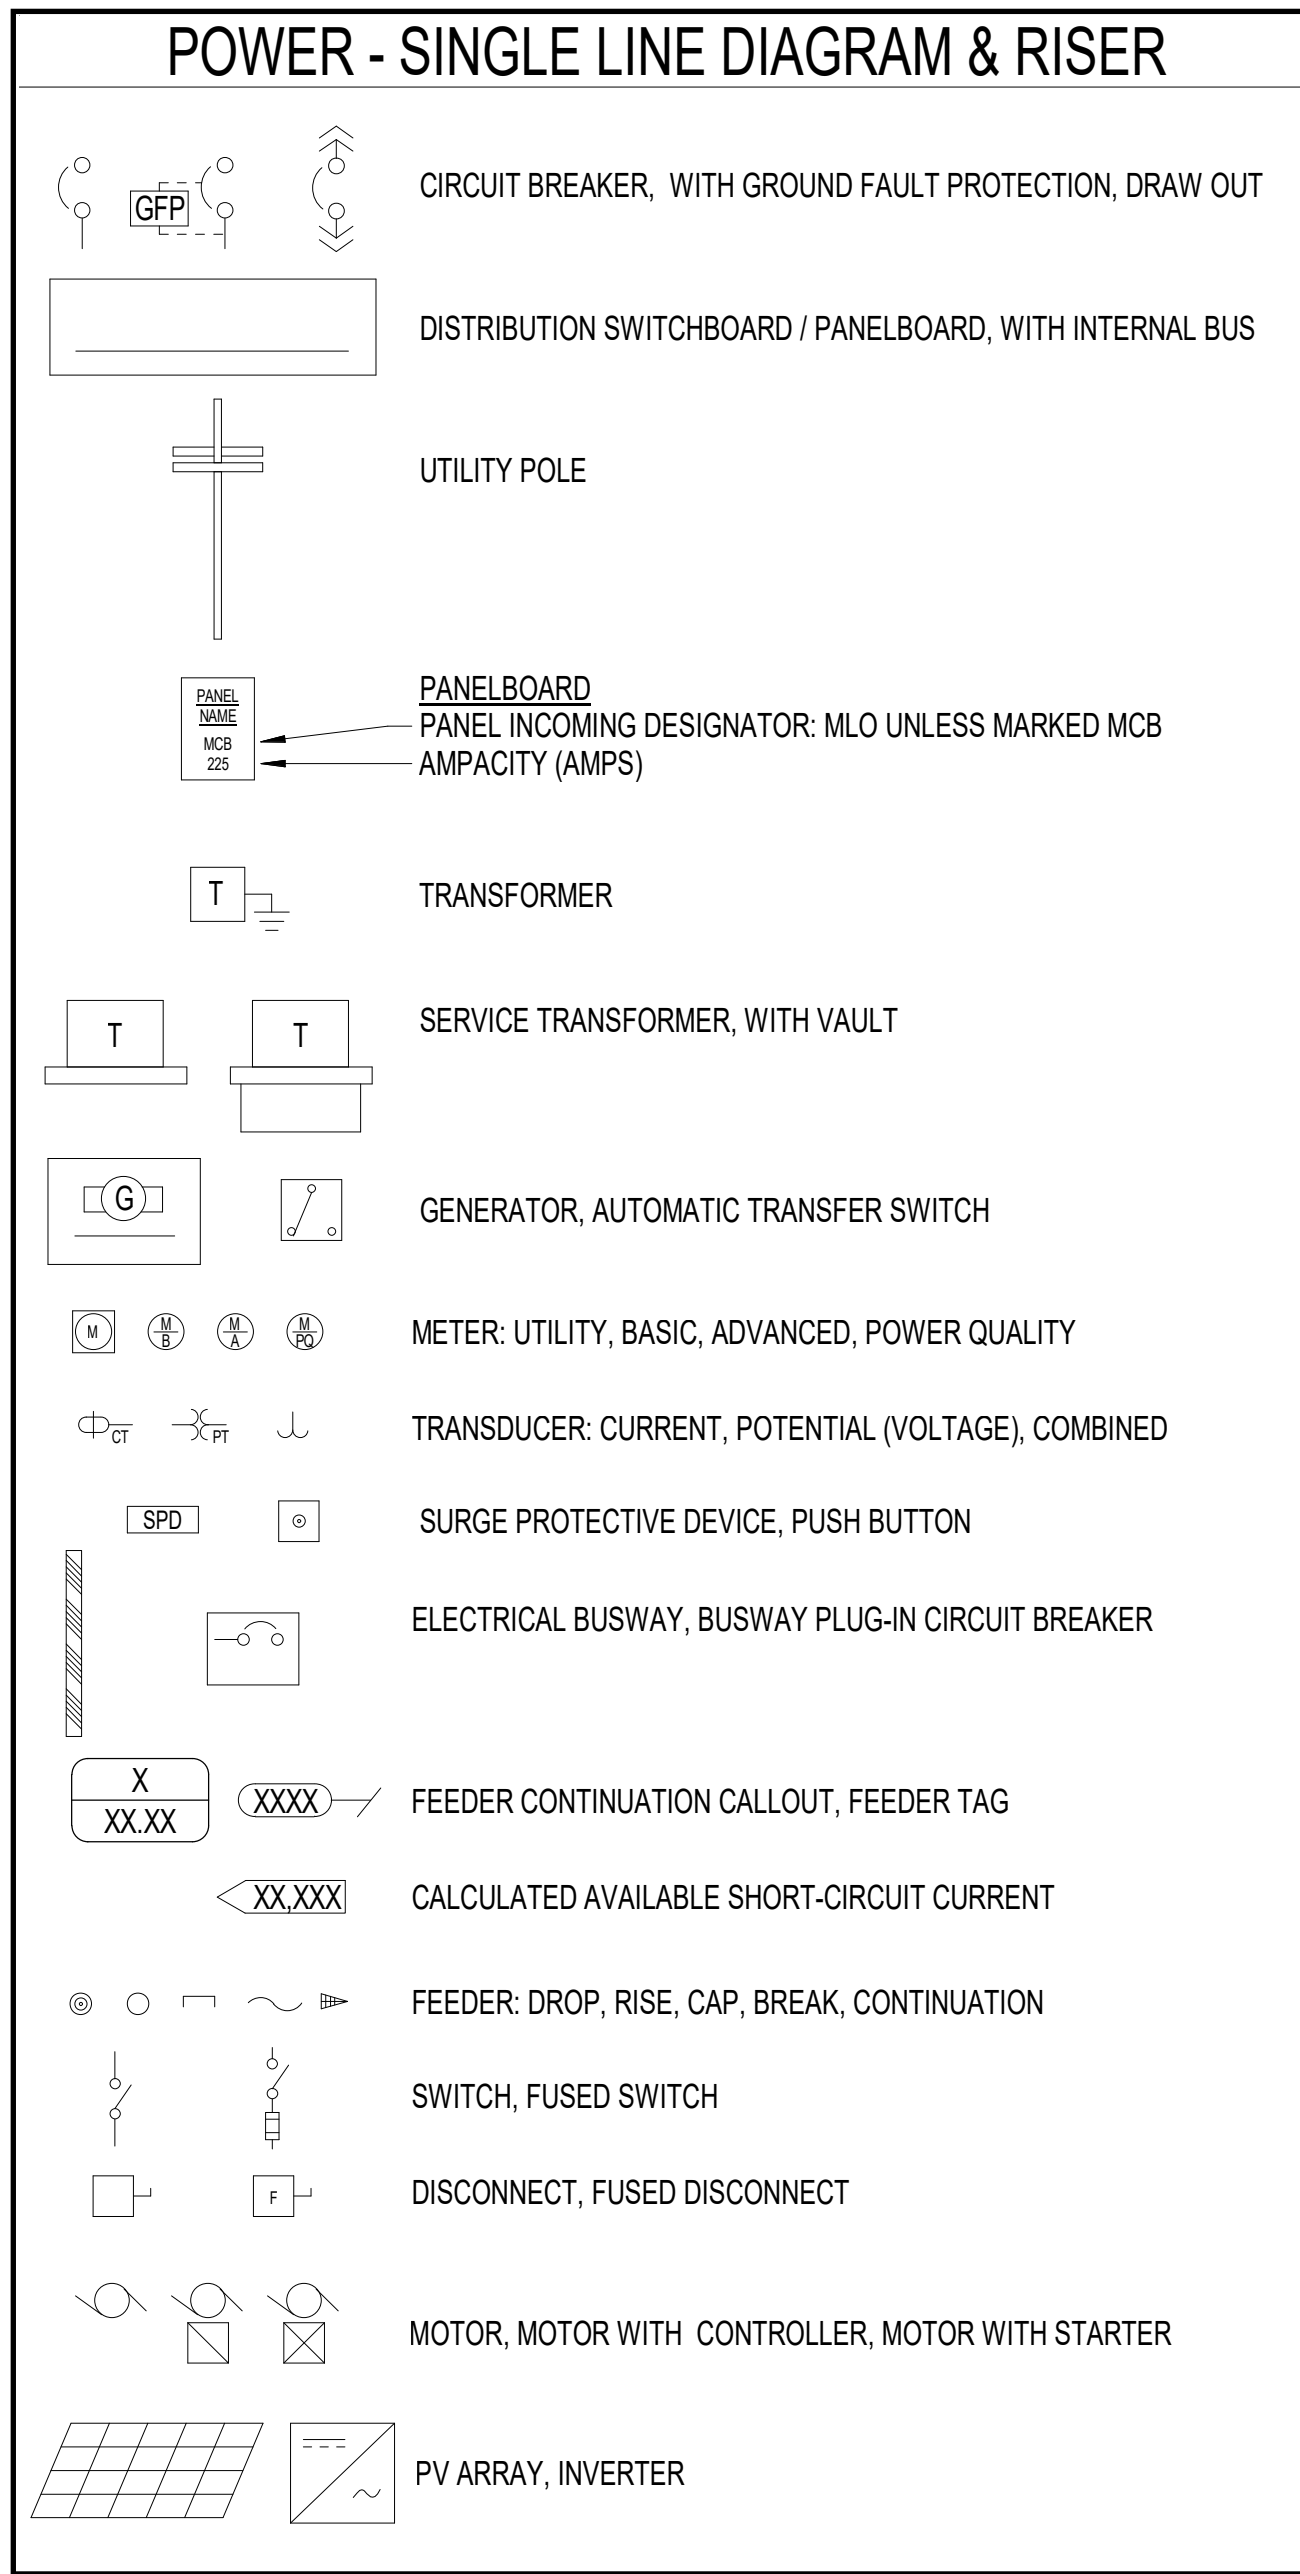 POWER - SINGLE LINE DIAGRAM & RISER
GFP
CIRCUIT BREAKER, WITH GROUND FAULT PROTECTION, DRAW OUT
DISTRIBUTION SWITCHBOARD / PANELBOARD, WITH INTERNAL BUS
UTILITY POLE
PANEL
NAME
MCB
225
PANELBOARD
PANEL INCOMING DESIGNATOR: MLO UNLESS MARKED MCB
AMPACITY (AMPS)
T
TRANSFORMER
T
T
SERVICE TRANSFORMER, WITH VAULT
G
GENERATOR, AUTOMATIC TRANSFER SWITCH
M
M
B
M
A
M
PQ
METER: UTILITY, BASIC, ADVANCED, POWER QUALITY
CT
PT
TRANSDUCER: CURRENT, POTENTIAL (VOLTAGE), COMBINED
SPD
SURGE PROTECTIVE DEVICE, PUSH BUTTON
ELECTRICAL BUSWAY, BUSWAY PLUG-IN CIRCUIT BREAKER
X
XX.XX
XXXX
FEEDER CONTINUATION CALLOUT, FEEDER TAG
XX,XXX
CALCULATED AVAILABLE SHORT-CIRCUIT CURRENT
FEEDER: DROP, RISE, CAP, BREAK, CONTINUATION
SWITCH, FUSED SWITCH
F
DISCONNECT, FUSED DISCONNECT
MOTOR, MOTOR WITH CONTROLLER, MOTOR WITH STARTER
PV ARRAY, INVERTER